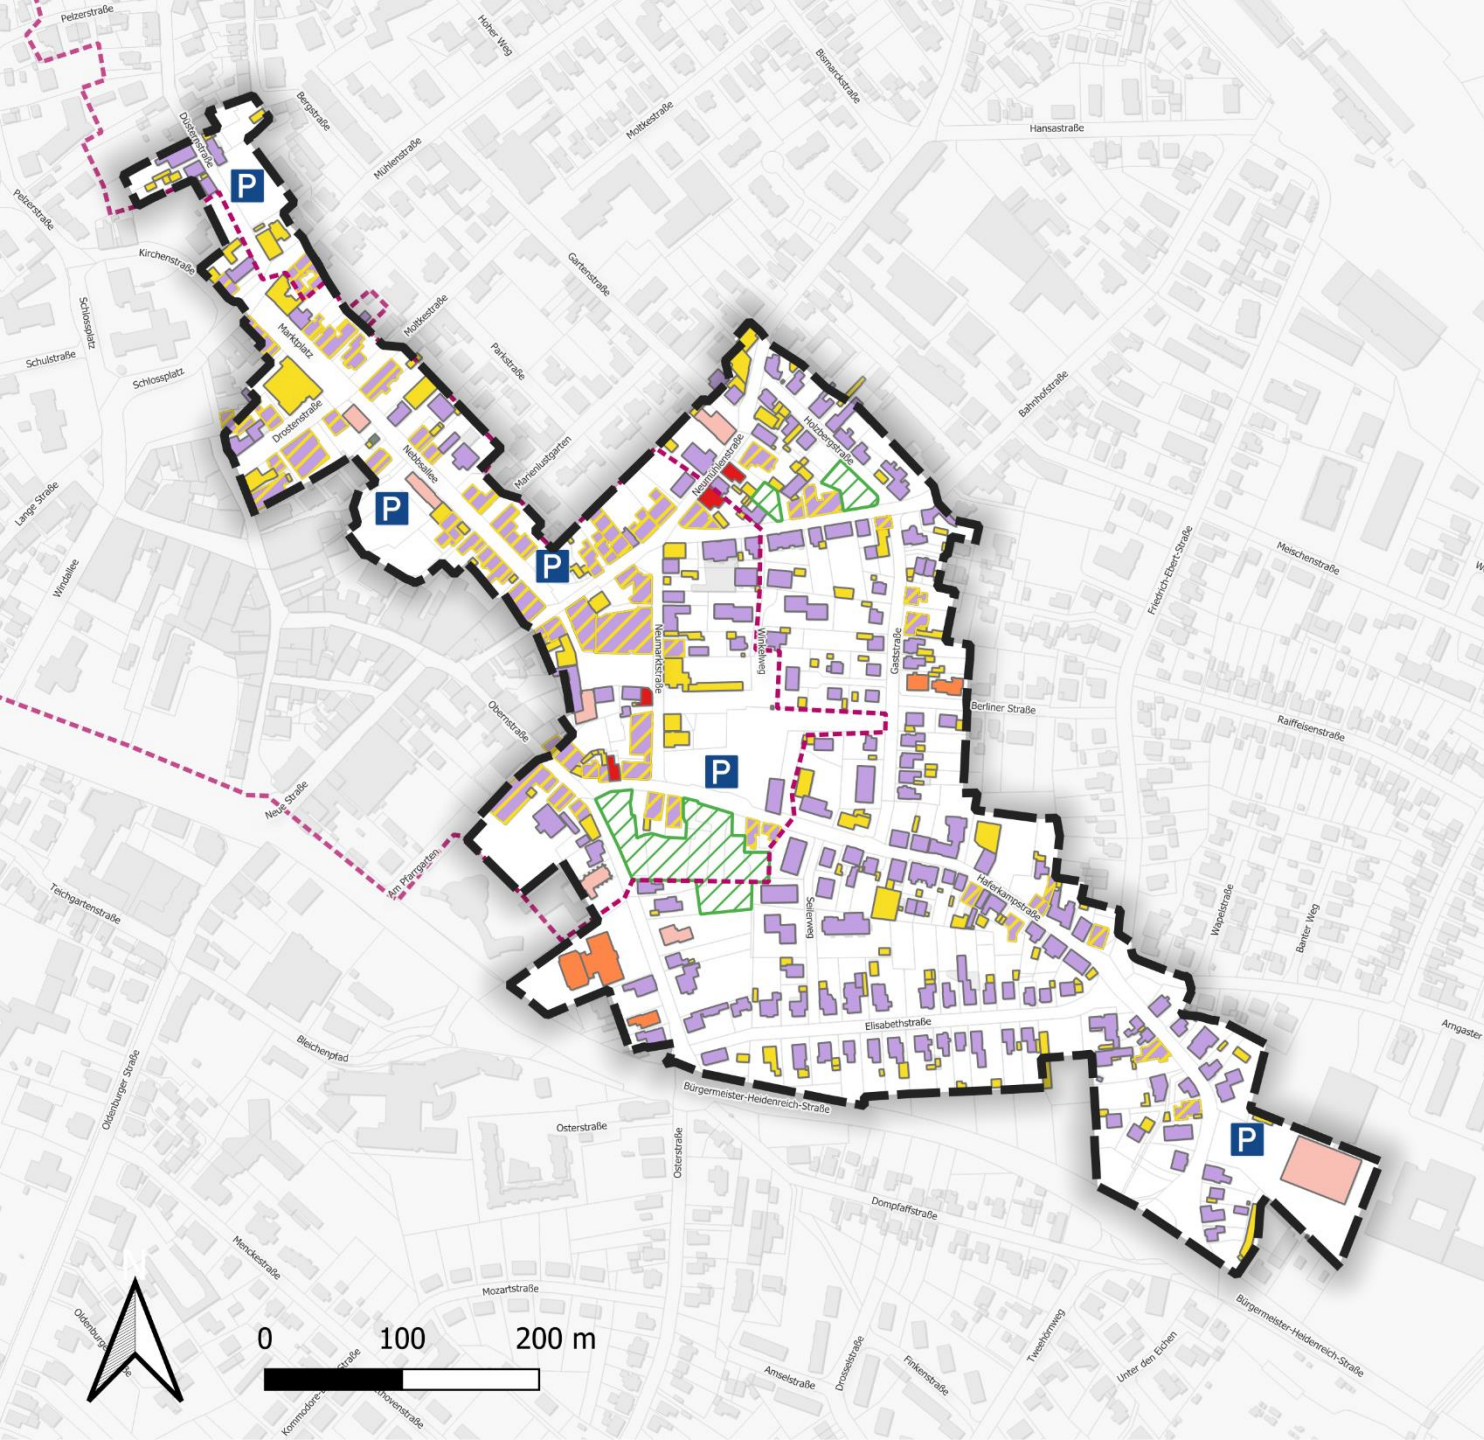 Pelzerstraße
Hoher Weg
Bismarckstraße
Bergstraße
Düsternstraße
Moltkestraße
Hansastraße
Mühlenstraße
P
Pelzerstraße
Kirchenstraße
Gartenstraße
Schlossplatz
Marktplatz
Moltkestraße
Schulstraße
Schlossplatz
Parkstraße
Bahnhofstraße
Drostenstraße
Holzbergstraße
Nebbsallee
Marienlustgarten
Neumühlenstraße
Lange Straße
P
P
Windallee
Meischenstraße
Friedrich-Ebert-Straße
Neumarktstraße
Winkelweg
Gaststraße
Obernstraße
Berliner Straße
Raiffeisenstraße
P
Neue Straße
Am Pfarrgarten
Teichgartenstraße
Haferkampstraße
Seilerweg
Wapelstraße
Banter Weg
Elisabethstraße
Arngaster
Bleichenpfad
Oldenburger Straße
Bürgermeister-Heidenreich-Straße
Osterstraße
Osterstraße
P
Dompfaffstraße
Menckestraße
Mozartstraße
0 100 200 m
Bürgermeister-Heidenreich-Straße
Tweehörnweg
Unter den Eichen
Drosselstraße
Finkenstraße
Amselstraße